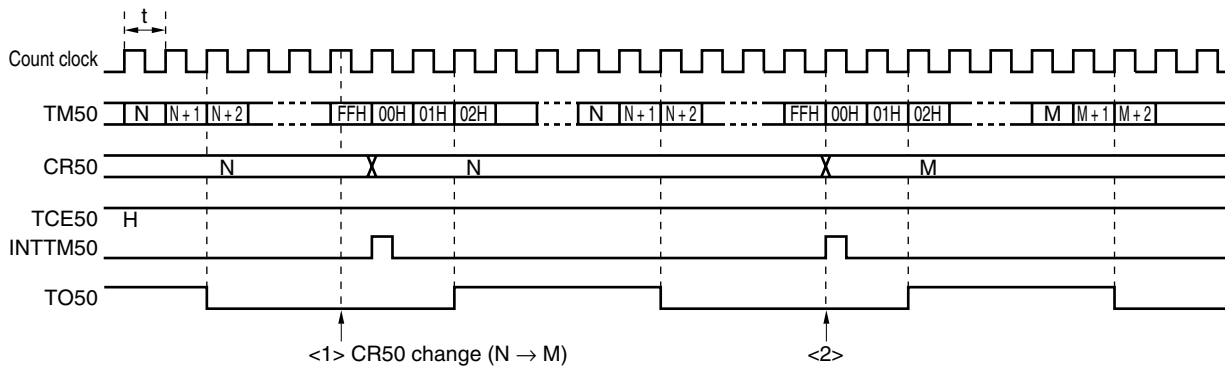 t
Count clock
TM50 N N + 1 N + 2 FFH 00H 01H 02H N N + 1 N + 2 FFH 00H 01H 02H M M + 1 M + 2
CR50 N N M
TCE50 H
INTTM50
TO50
<1> CR50 change (N → M) <2>